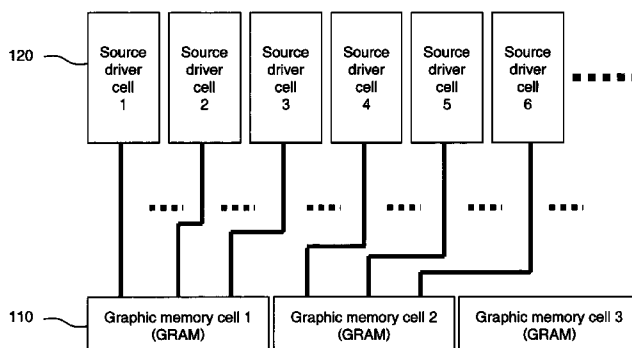 120
Source driver cell 1
Source driver cell 2
Source driver cell 3
Source driver cell 4
Source driver cell 5
Source driver cell 6
110
Graphic memory cell 1 (GRAM)
Graphic memory cell 2 (GRAM)
Graphic memory cell 3 (GRAM)